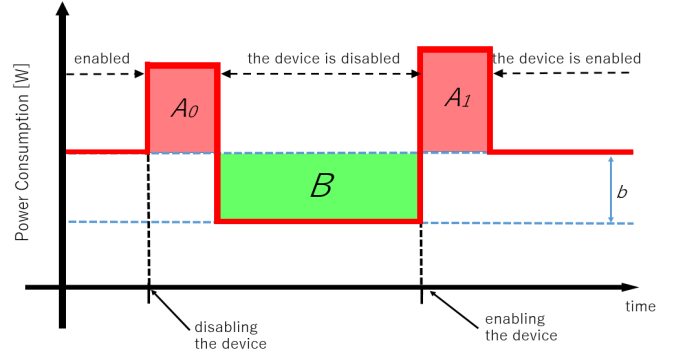 enabled
the device is disabled
the device is enabled
A0
A1
Power Consumption [W]
B
b
time
disabling
the device
enabling
the device